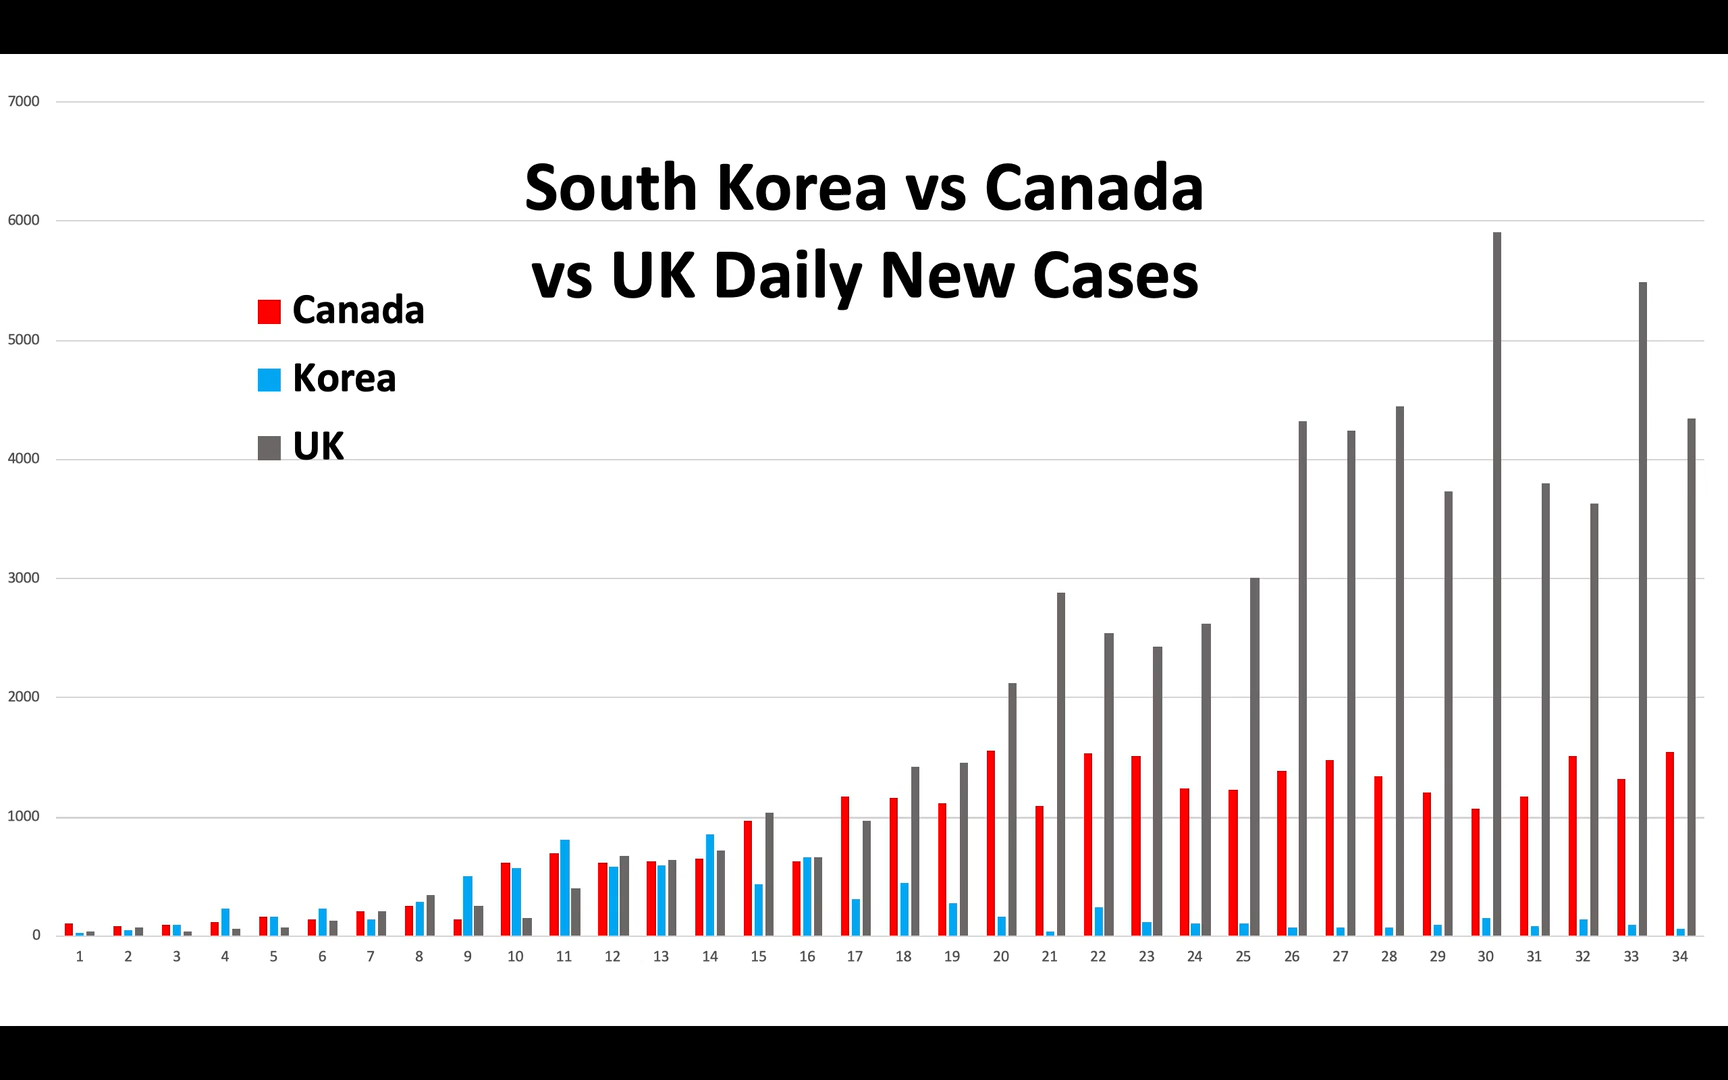 7000
South Korea vs Canada
6000
vs UK Daily New Cases
Canada
5000
Korea
UK
4000
3000
2000
1000
0
1 2 3 4 5 6 7 8 9 10 11 12 13 14 15 16 17 18 19 20 21 22 23 24 25 26 27 28 29 30 31 32 33 34